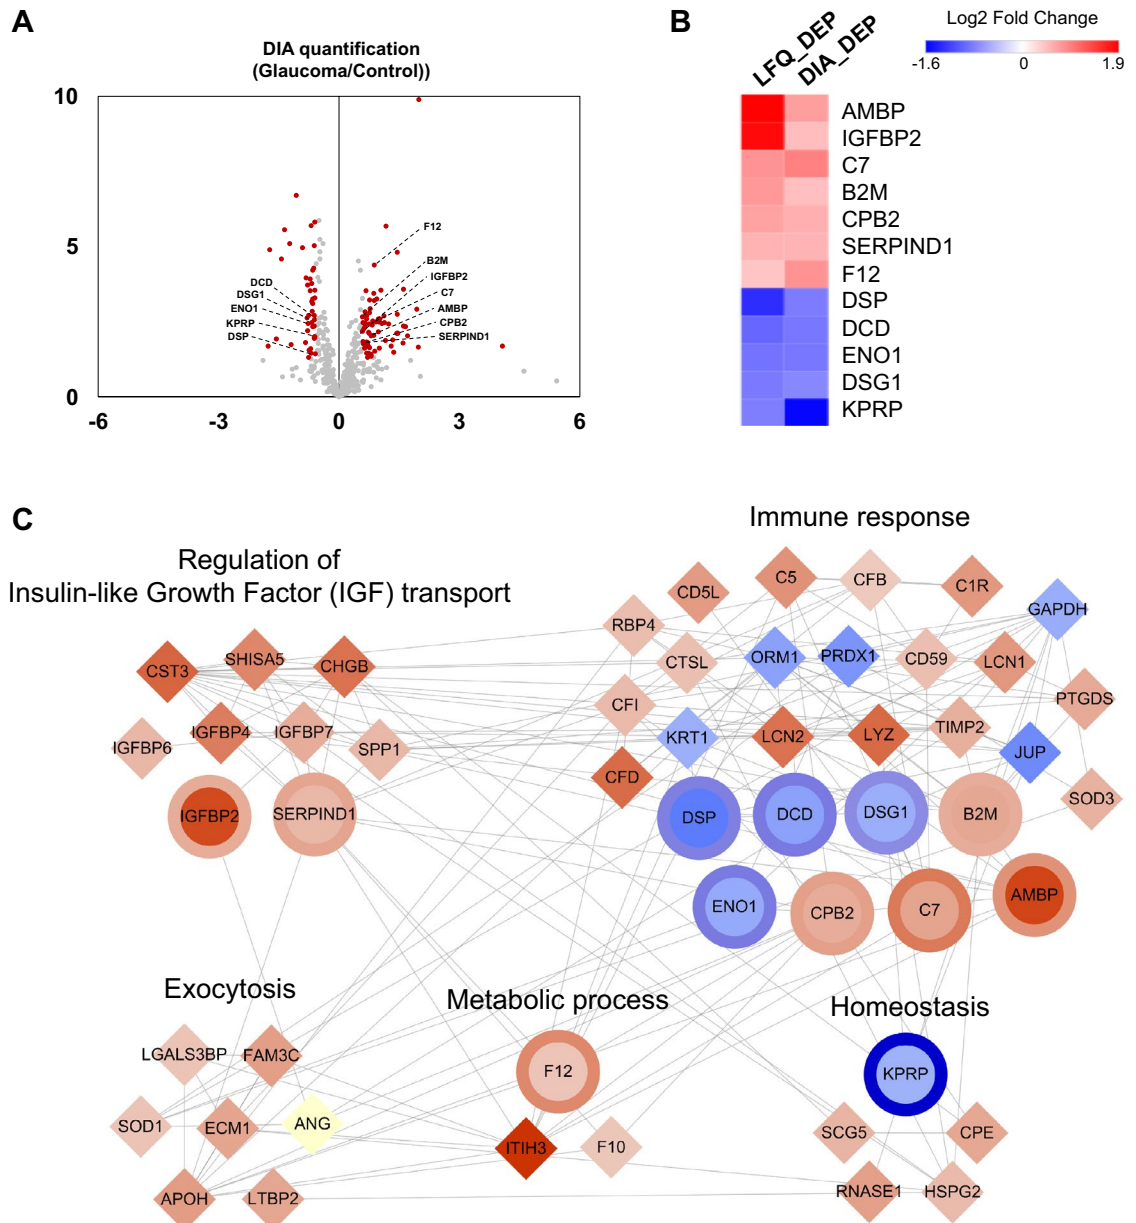 A
DIA quantification
(Glaucoma/Control))
10
5
0
-6
-3
0
3
6
F12
B2M
IGFBP2
C7
AMBP
CPB2
SERPIND1
DCD
DSG1
ENO1
KPRP
DSP
B
LFQ_DEP
DIA_DEP
Log2 Fold Change
-1.6
0
1.9
AMBP
IGFBP2
C7
B2M
CPB2
SERPIND1
F12
DSP
DCD
ENO1
DSG1
KPRP
C
Regulation of
Insulin-like Growth Factor (IGF) transport
CST3
SHISA5
CHGB
IGFBP6
IGFBP4
IGFBP7
SPP1
IGFBP2
SERPIND1
Immune response
CD5L
C5
CFB
C1R
GAPDH
RBP4
CTSL
ORM1
PRDX1
CD59
LCN1
PTGDS
CFI
KRT1
LCN2
LYZ
TIMP2
JUP
CFD
SOD3
DSP
DCD
DSG1
B2M
ENO1
CPB2
C7
AMBP
Exocytosis
LGALS3BP
FAM3C
SOD1
ECM1
ANG
APOH
LTBP2
Metabolic process
F12
ITIH3
F10
Homeostasis
KPRP
SCG5
CPE
RNASE1
HSPG2